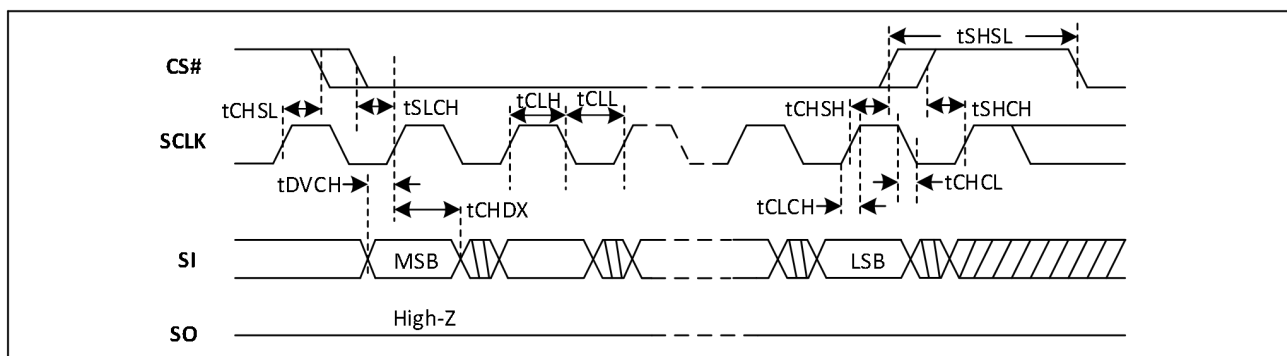 tSHSL
CS#
tCHSL
tSLCH
tCLH
tCLL
tCHSH
tSHCH
SCLK
tDVCH
tCHDX
tCLCH
tCHCL
SI
MSB
LSB
High-Z
SO